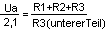 Ua
2,1
=
R1+R2+R3
R3(untererTeil)